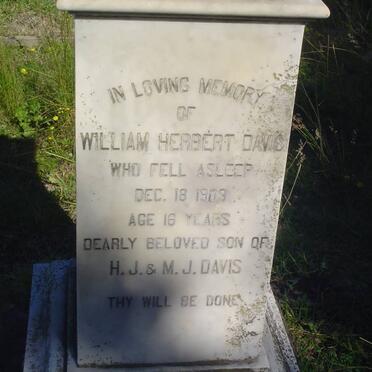 IN LOVING MEMORY
OF
WILLIAM HERBERT DAVIS
WHO FELL ASLEEP
DEC. 18 1903
AGE 16 YEARS
DEARLY BELOVED SON OF
H. J. & M. J. DAVIS
THY WILL BE DONE